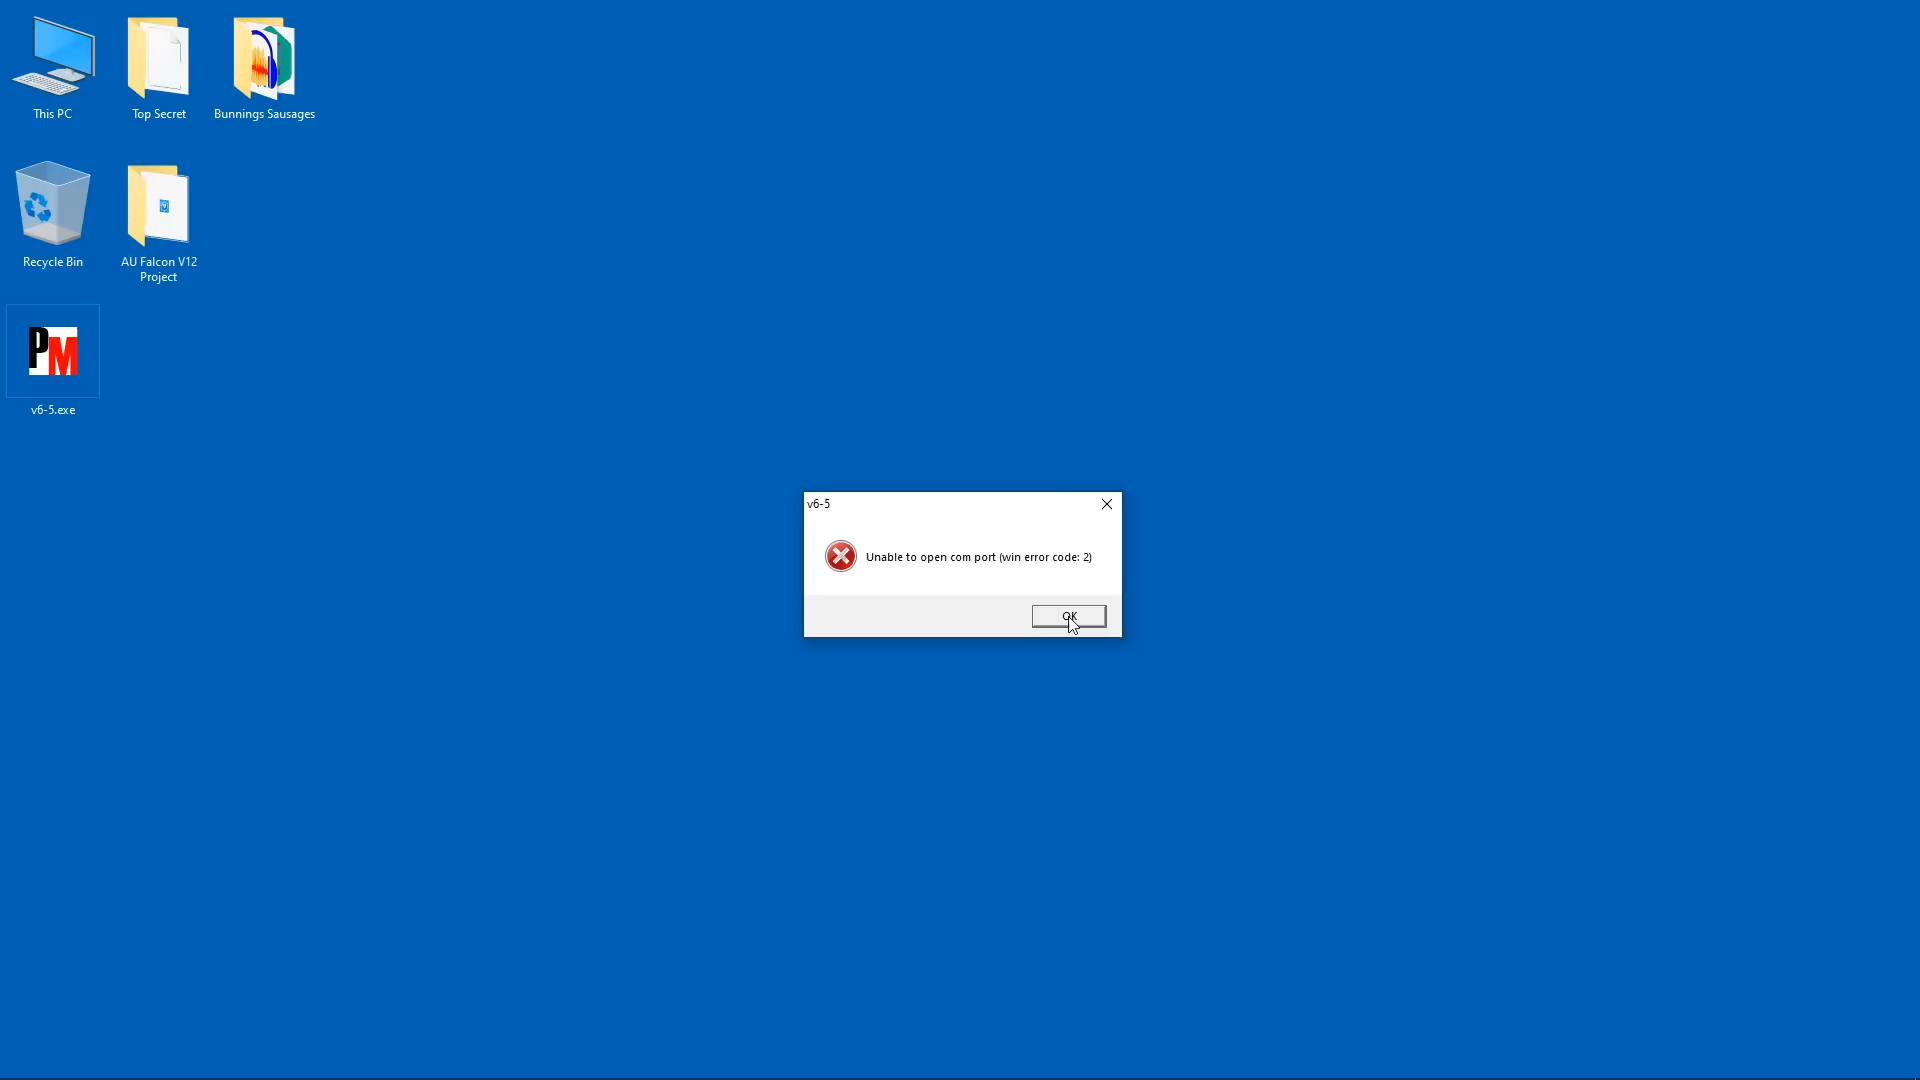 This PC
Top Secret
Bunnings Sausages
Recycle Bin
AU Falcon V12
Project
PM
v6-5.exe
v6-5
Unable to open com port (win error code: 2)
OK